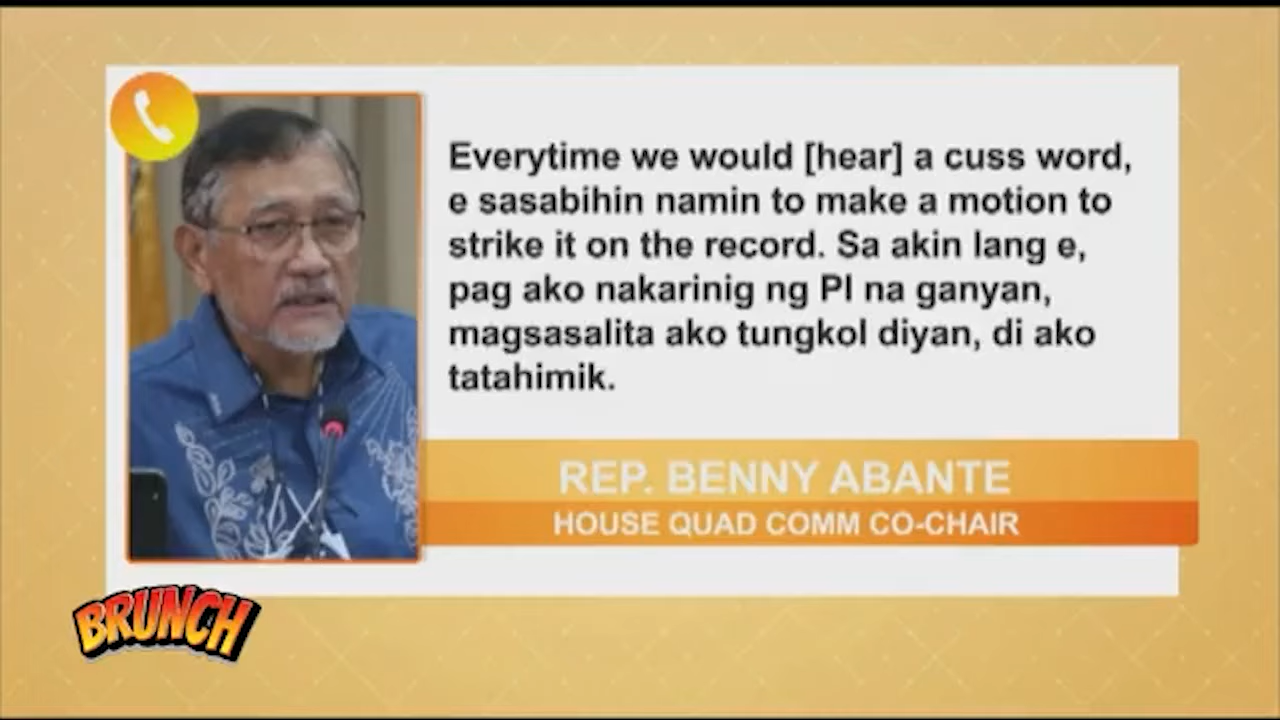 Everytime we would [hear] a cuss word,
e sasabihin namin to make a motion to
strike it on the record. Sa akin lang e,
pag ako nakarinig ng PI na ganyan,
magsasalita ako tungkol diyan, di ako
tatahimik.
REP. BENNY ABANTE
HOUSE QUAD COMM CO-CHAIR
BRUNCH